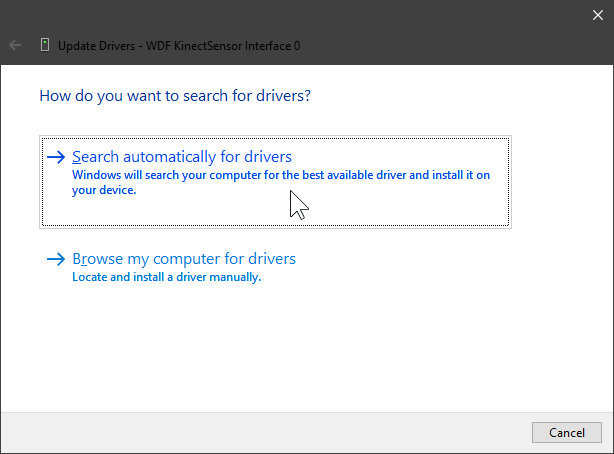 Update Drivers - WDF KinectSensor Interface 0
How do you want to search for drivers?
Search automatically for drivers
Windows will search your computer for the best available driver and install it on
your device.
Browse my computer for drivers
Locate and install a driver manually.
Cancel